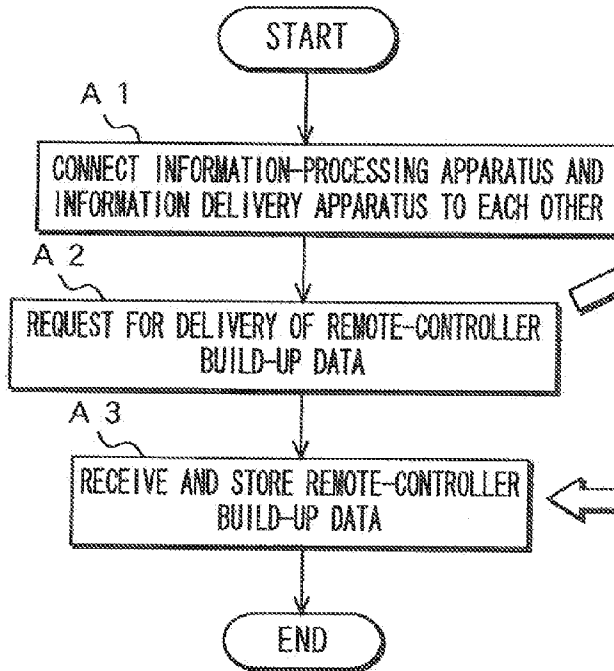 START
A 1
CONNECT INFORMATION-PROCESSING APPARATUS AND
INFORMATION DELIVERY APPARATUS TO EACH OTHER
A 2
REQUEST FOR DELIVERY OF REMOTE-CONTROLLER
BUILD-UP DATA
A 3
RECEIVE AND STORE REMOTE-CONTROLLER
BUILD-UP DATA
END